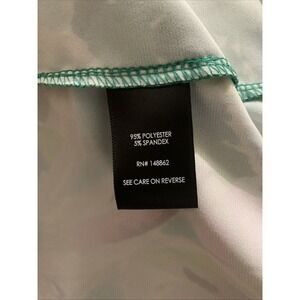 95% POLYESTER
5% SPANDEX
RN# 148862
SEE CARE ON REVERSE